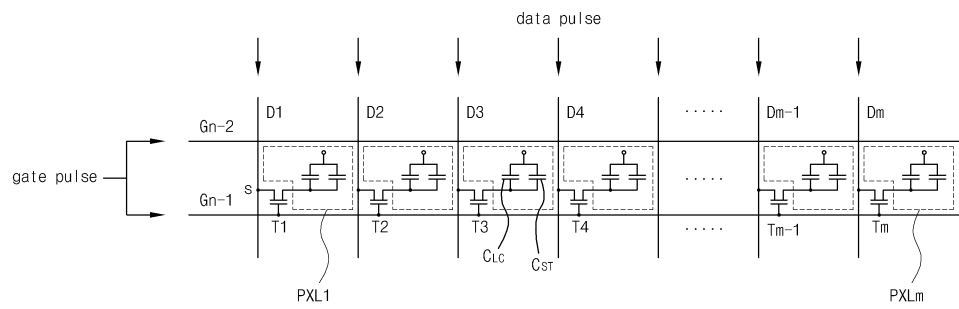 data pulse
D1 D2 D3 D4 ..... Dm-1 Dm
Gn-2
gate pulse
S
.....
Gn-1
T1 T2 T3 T4 ..... Tm-1 Tm
CLC CST
PXL1 PXLm